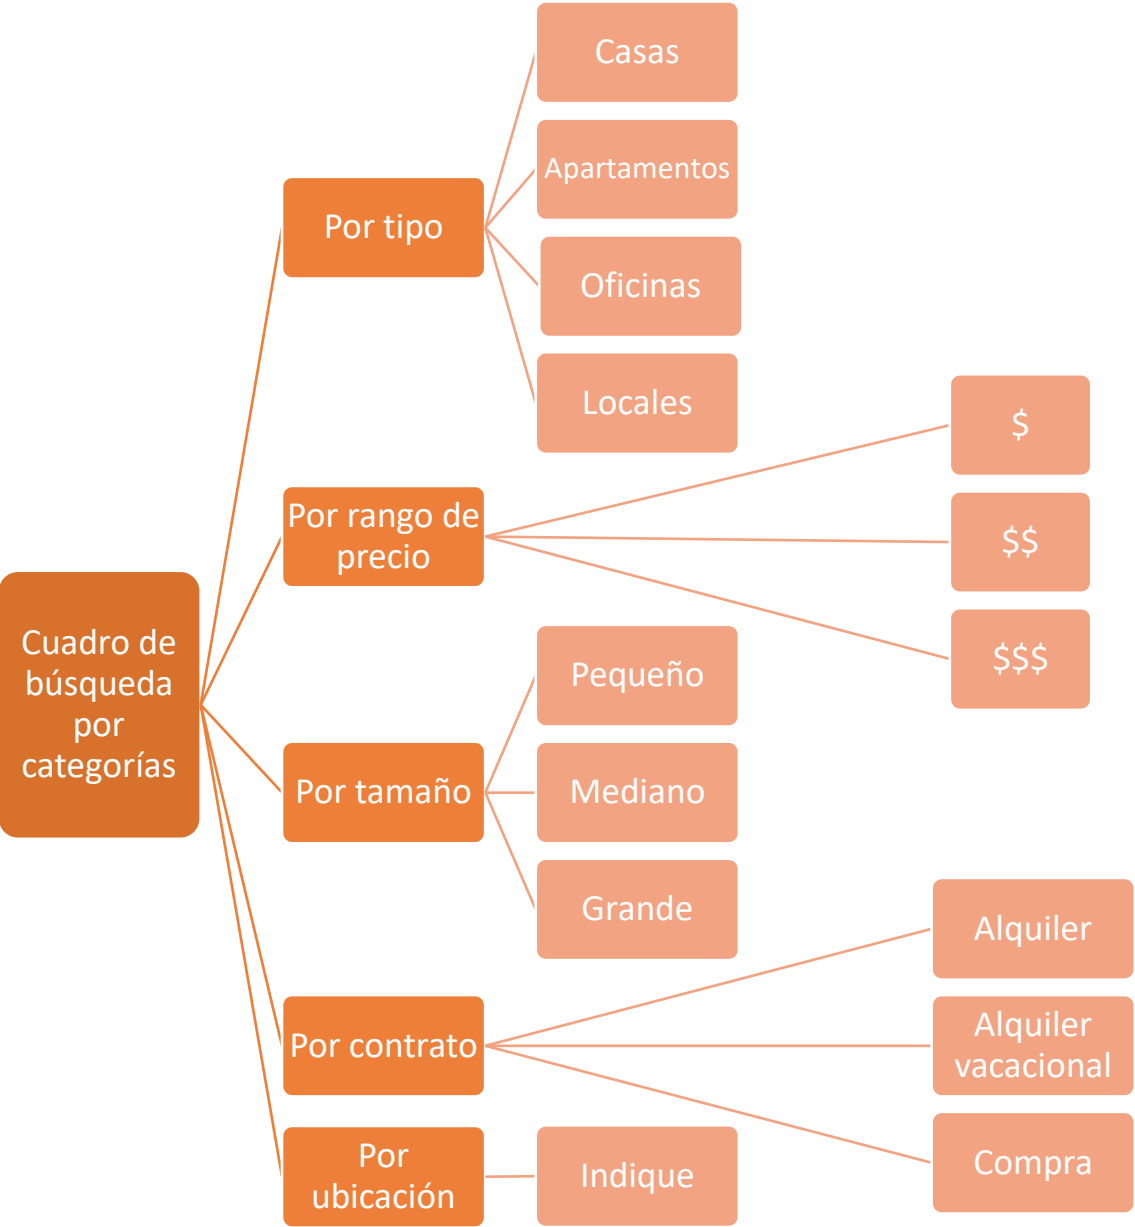 Cuadro de
búsqueda
por
categorías
Por tipo
Casas
Apartamentos
Oficinas
Locales
Por rango de
precio
$
$$
$$$
Por tamaño
Pequeño
Mediano
Grande
Por contrato
Alquiler
Alquiler
vacacional
Compra
Por
ubicación
Indique